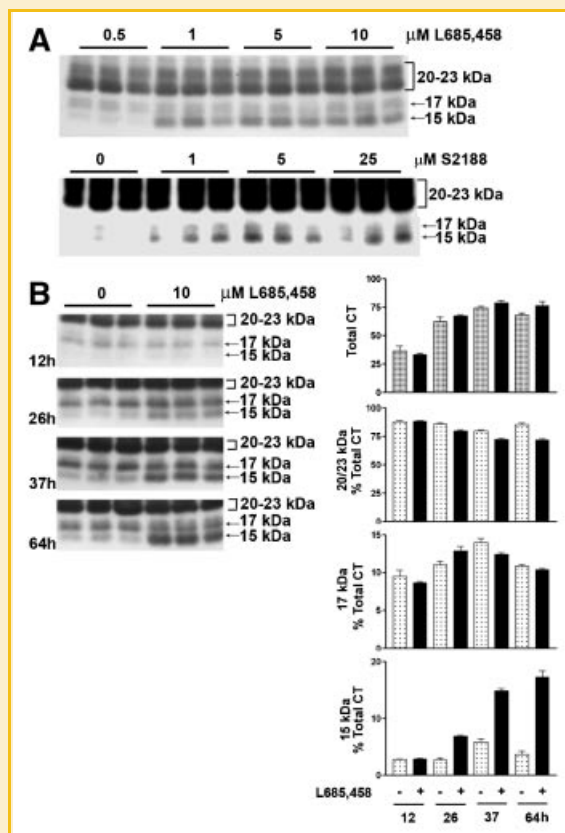 A
0.5 1 5 10 μM L685,458
20-23 kDa
17 kDa
15 kDa
0 1 5 25 μM S2188
20-23 kDa
17 kDa
15 kDa
B
0 10 μM L685,458
20-23 kDa
17 kDa
15 kDa
12h
20-23 kDa
17 kDa
15 kDa
26h
20-23 kDa
17 kDa
15 kDa
37h
20-23 kDa
17 kDa
15 kDa
64h
100
75
50
25
0
Total CT
100
75
50
25
0
20/23 kDa
% Total CT
15
10
5
0
17 kDa
% Total CT
20
10
0
15 kDa
% Total CT
L685,458 - + - + - + - +
12 26 37 64h